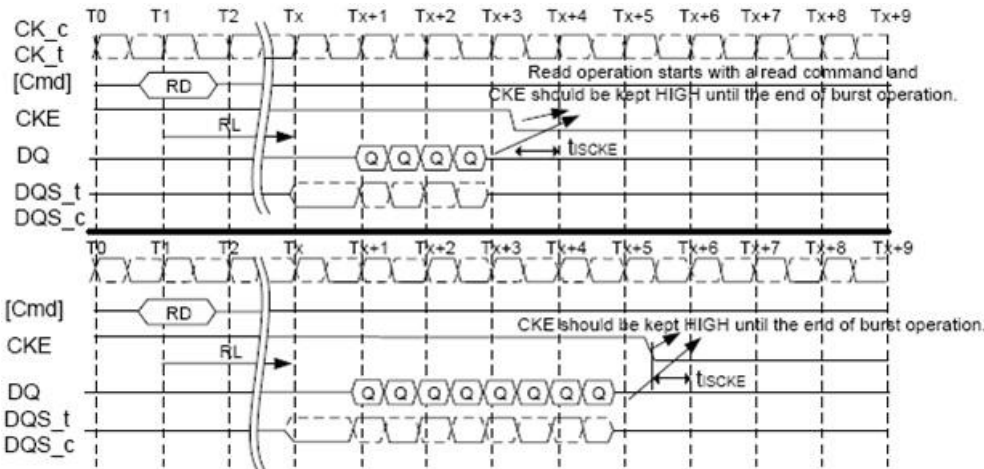 T0 T1 T2 Tx Tx+1 Tx+2 Tx+3 Tx+4 Tx+5 Tx+6 Tx+7 Tx+8 Tx+9
CK_c
CK_t
[Cmd] RD
Read operation starts with a read command and
CKE should be kept HIGH until the end of burst operation.
CKE
RL
tISCKE
DQ Q Q Q Q
DQS_t
DQS_c
T0 T1 T2 Tx Tx+1 Tx+2 Tx+3 Tx+4 Tx+5 Tx+6 Tx+7 Tx+8 Tx+9
[Cmd] RD
CKE should be kept HIGH until the end of burst operation.
CKE
RL
tISCKE
DQ Q Q Q Q Q Q Q Q
DQS_t
DQS_c